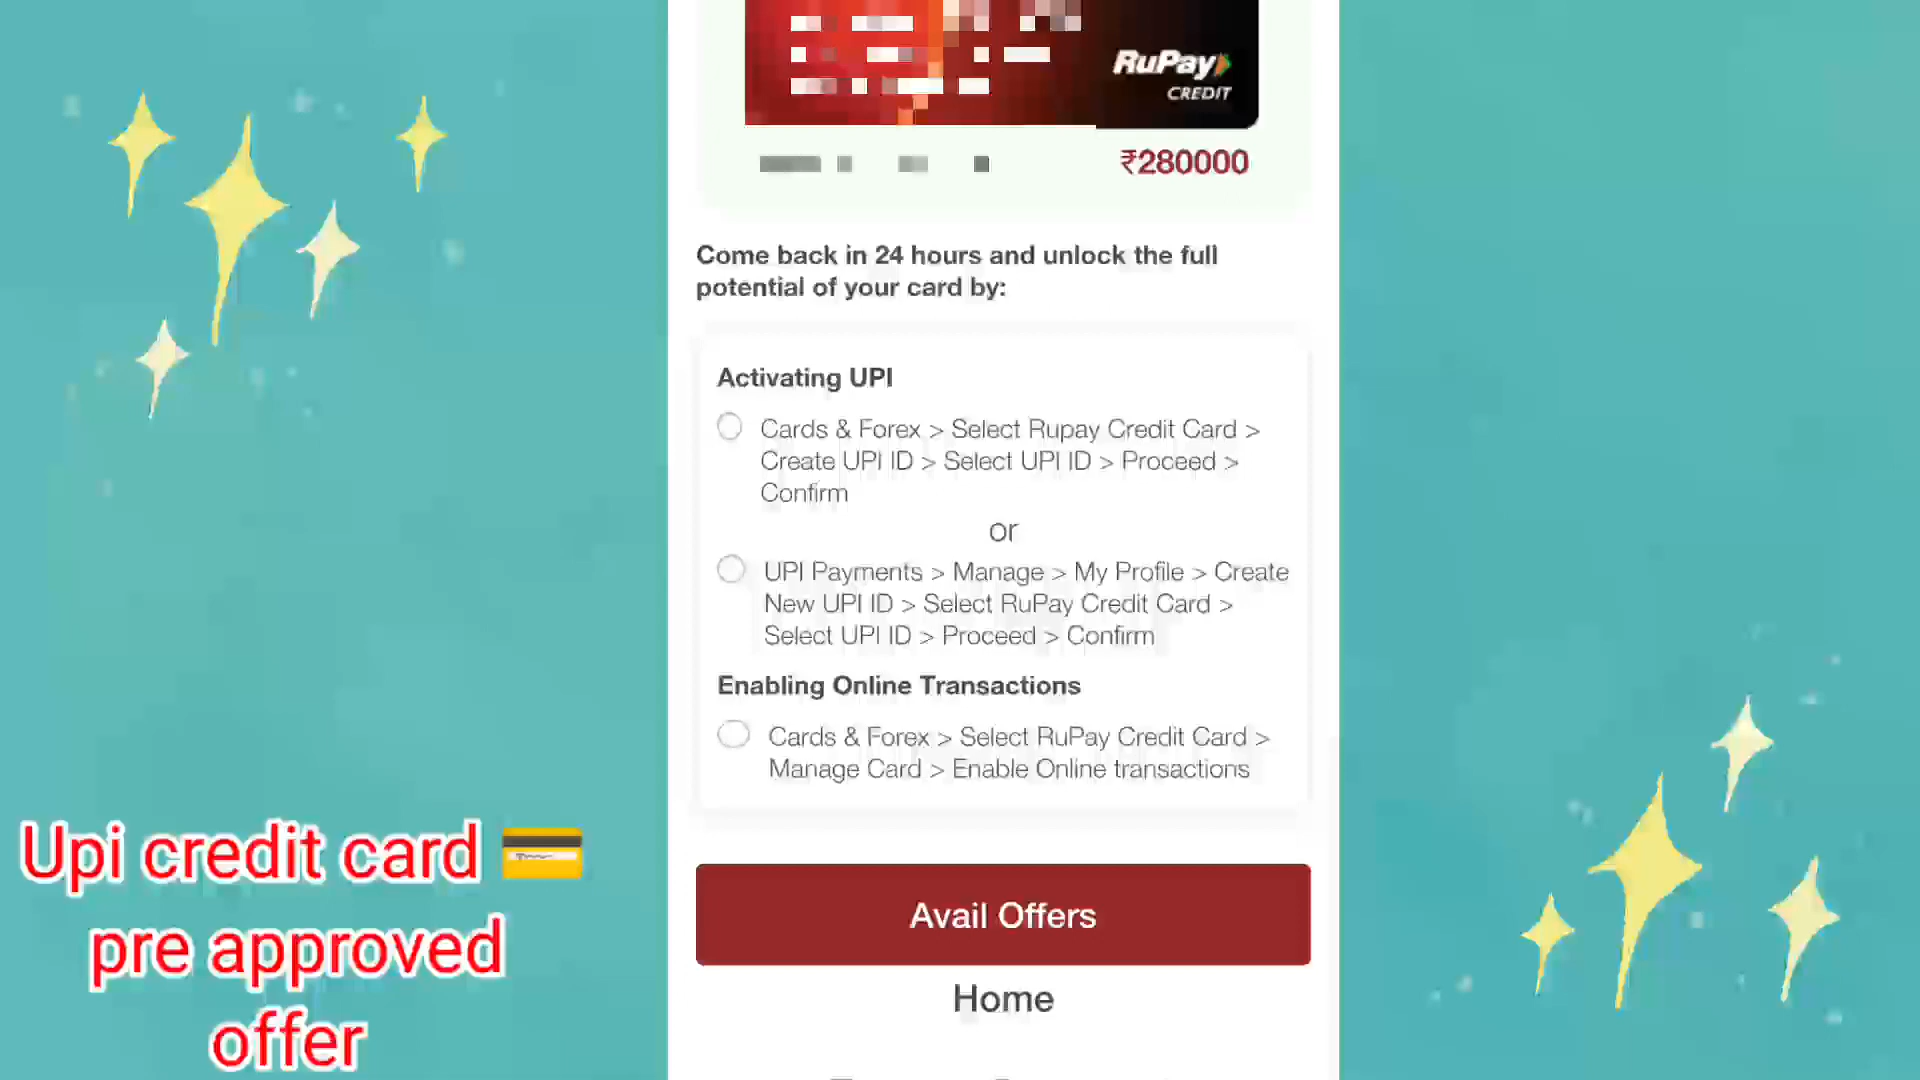 RuPay
CREDIT
₹280000
Come back in 24 hours and unlock the full
potential of your card by:
Activating UPI
Cards & Forex > Select Rupay Credit Card >
Create UPI ID > Select UPI ID > Proceed >
Confirm
or
UPI Payments > Manage > My Profile > Create
New UPI ID > Select RuPay Credit Card >
Select UPI ID > Proceed > Confirm
Enabling Online Transactions
Cards & Forex > Select RuPay Credit Card >
Manage Card > Enable Online transactions
Avail Offers
Home
Upi credit card 💳
pre approved
offer